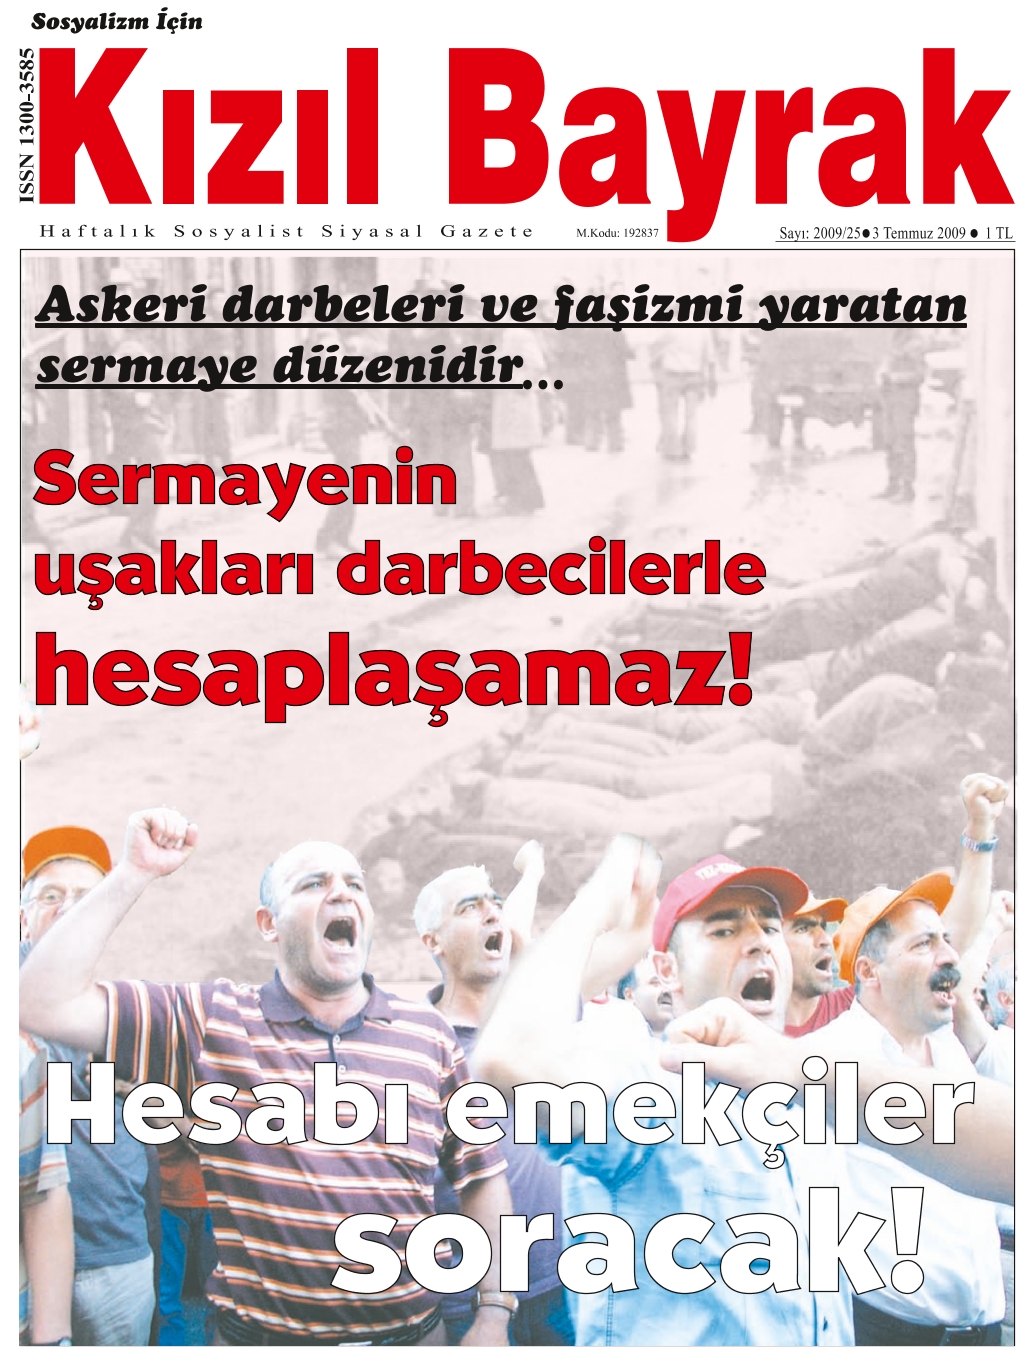 Sosyalizm İçin
ISSN 1300-3585
Kızıl Bayrak
Haftalık Sosyalist Siyasal Gazete
M.Kodu: 192837
Sayı: 2009/25●3 Temmuz 2009 ● 1 TL
Askeri darbeleri ve faşizmi yaratan
sermaye düzenidir...
Sermayenin
uşakları darbecilerle
hesaplaşamaz!
Hesabı emekçiler
soracak!